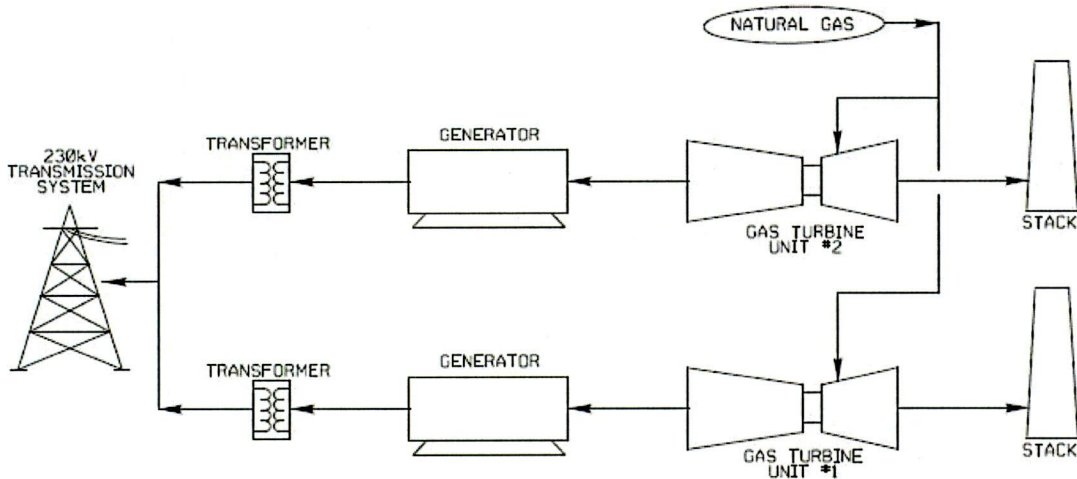 NATURAL GAS
TRANSFORMER
GENERATOR
230kV
TRANSMISSION
SYSTEM
GAS TURBINE
UNIT #2
STACK
TRANSFORMER
GENERATOR
GAS TURBINE
UNIT #1
STACK